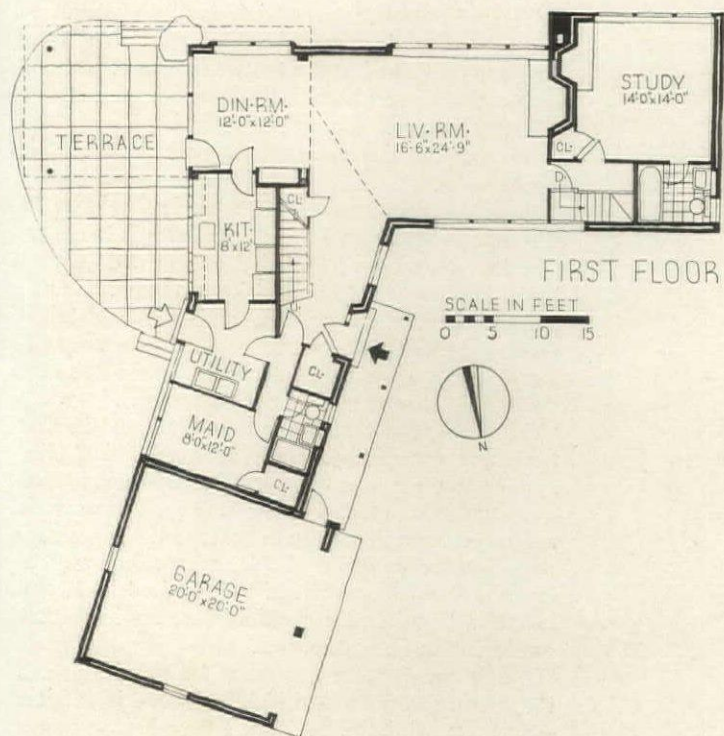 STUDY
14'-0"x14'-0"
DIN·RM·
12'-0"x12'-0"
TERRACE
LIV·RM·
16'-6"x24'-9"
CL·
D
CL·
KIT·
8'x12'
FIRST FLOOR
SCALE IN FEET
0 5 10 15
UTILITY
CL·
MAID
8'-0"x12'-0"
N
CL·
GARAGE
20'-0"x20'-0"